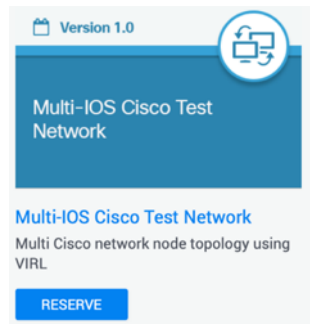 Version 1.0
Multi-IOS Cisco Test
Network
Multi-IOS Cisco Test Network
Multi Cisco network node topology using
VIRL
RESERVE